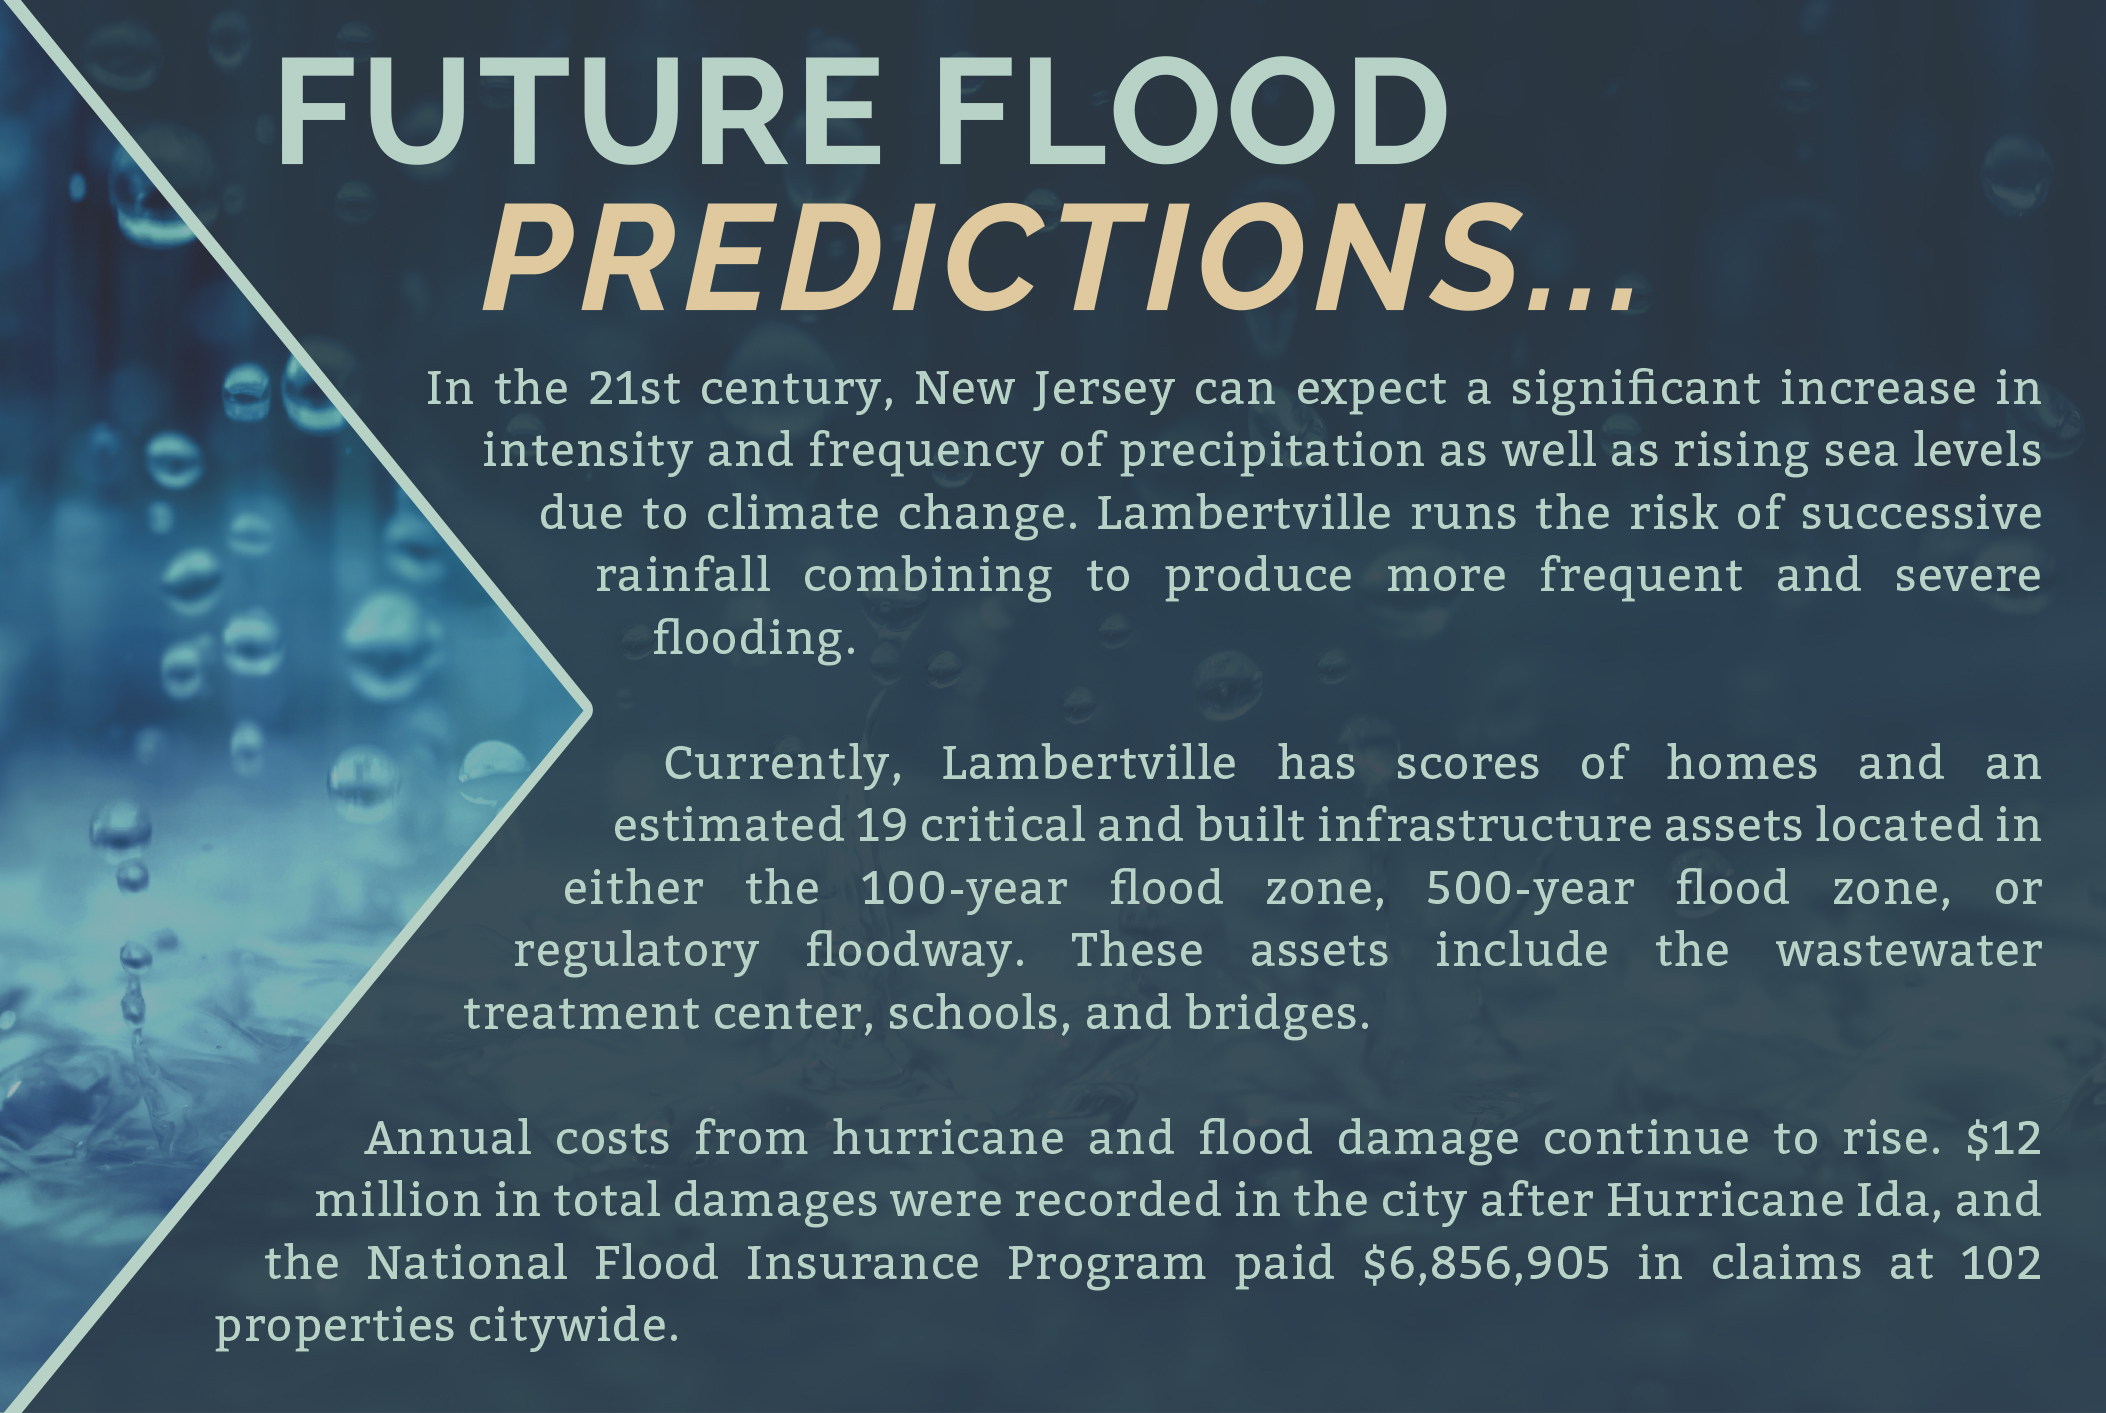 FUTURE FLOOD
PREDICTIONS...
In the 21st century, New Jersey can expect a significant increase in
intensity and frequency of precipitation as well as rising sea levels
due to climate change. Lambertville runs the risk of successive
rainfall combining to produce more frequent and severe
flooding.
Currently, Lambertville has scores of homes and an
estimated 19 critical and built infrastructure assets located in
either the 100-year flood zone, 500-year flood zone, or
regulatory floodway. These assets include the wastewater
treatment center, schools, and bridges.
Annual costs from hurricane and flood damage continue to rise. $12
million in total damages were recorded in the city after Hurricane Ida, and
the National Flood Insurance Program paid $6,856,905 in claims at 102
properties citywide.